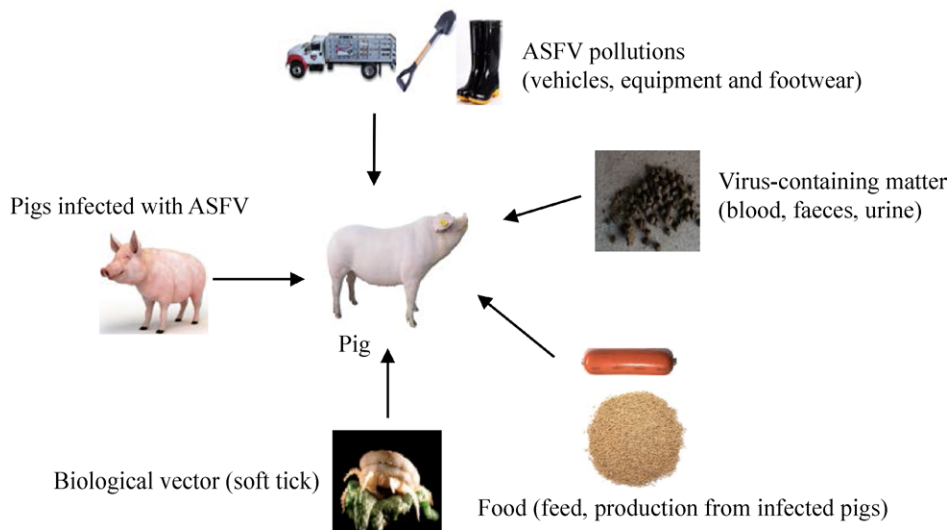 ASFV pollutions
(vehicles, equipment and footwear)
Virus-containing matter
(blood, faeces, urine)
Pigs infected with ASFV
Pig
Biological vector (soft tick)
Food (feed, production from infected pigs)